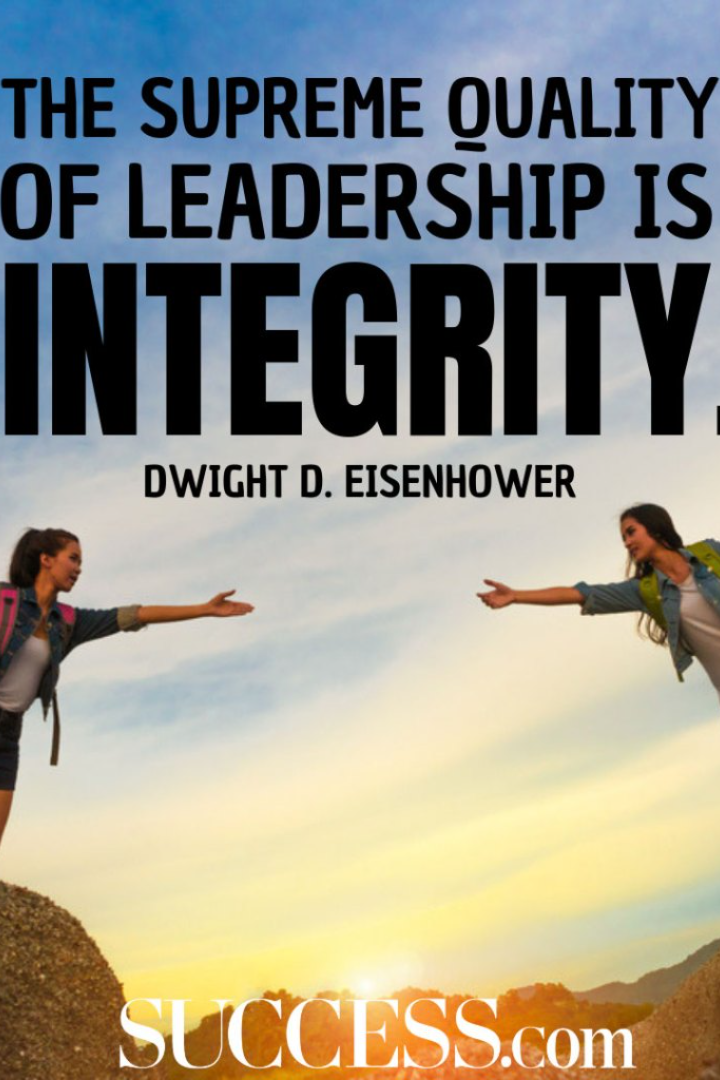 THE SUPREME QUALITY
OF LEADERSHIP IS
INTEGRITY.
DWIGHT D. EISENHOWER
SUCCESS.com